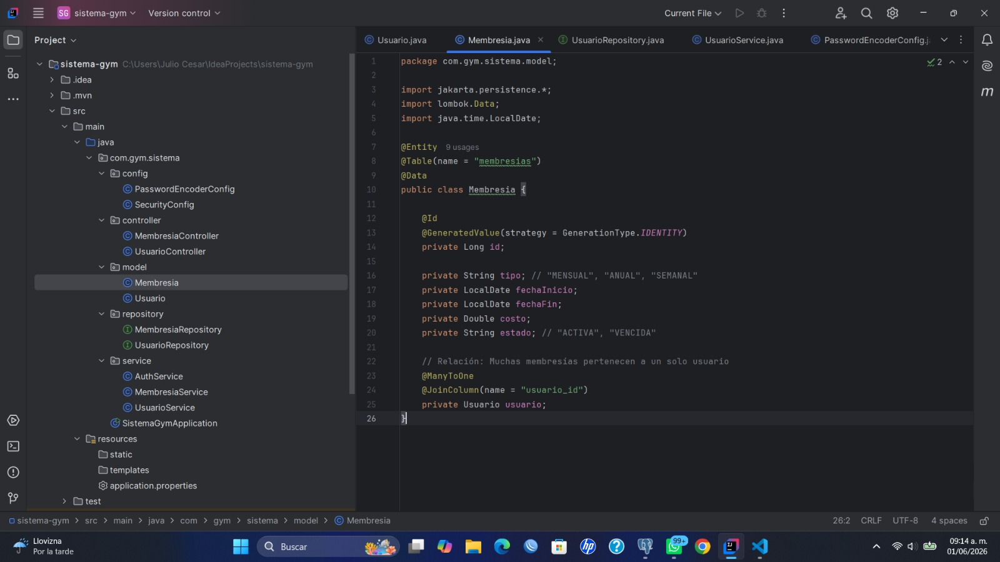 SG sistema-gym Version control Current File
Project
sistema-gym C:\Users\Julio Cesar\IdeaProjects\sistema-gym
.idea
.mvn
src
main
java
com.gym.sistema
config
PasswordEncoderConfig
SecurityConfig
controller
MembresiaController
UsuarioController
model
Membresia
Usuario
repository
MembresiaRepository
UsuarioRepository
service
AuthService
MembresiaService
UsuarioService
SistemaGymApplication
resources
static
templates
application.properties
test
Usuario.java Membresia.java UsuarioRepository.java UsuarioService.java PasswordEncoderConfig.j
2
1 package com.gym.sistema.model;
2
3 import jakarta.persistence.*;
4 import lombok.Data;
5 import java.time.LocalDate;
6
7 @Entity 9 usages
8 @Table(name = "membresias")
9 @Data
10 public class Membresia {
11
12 @Id
13 @GeneratedValue(strategy = GenerationType.IDENTITY)
14 private Long id;
15
16 private String tipo; // "MENSUAL", "ANUAL", "SEMANAL"
17 private LocalDate fechaInicio;
18 private LocalDate fechaFin;
19 private Double costo;
20 private String estado; // "ACTIVA", "VENCIDA"
21
22 // Relación: Muchas membresias pertenecen a un solo usuario
23 @ManyToOne
24 @JoinColumn(name = "usuario_id")
25 private Usuario usuario;
26 }
m
sistema-gym > src > main > java > com > gym > sistema > model > Membresia 26:2 CRLF UTF-8 4 spaces
Llovizna
Por la tarde
Buscar
hp
99+
09:14 a. m.
01/06/2026